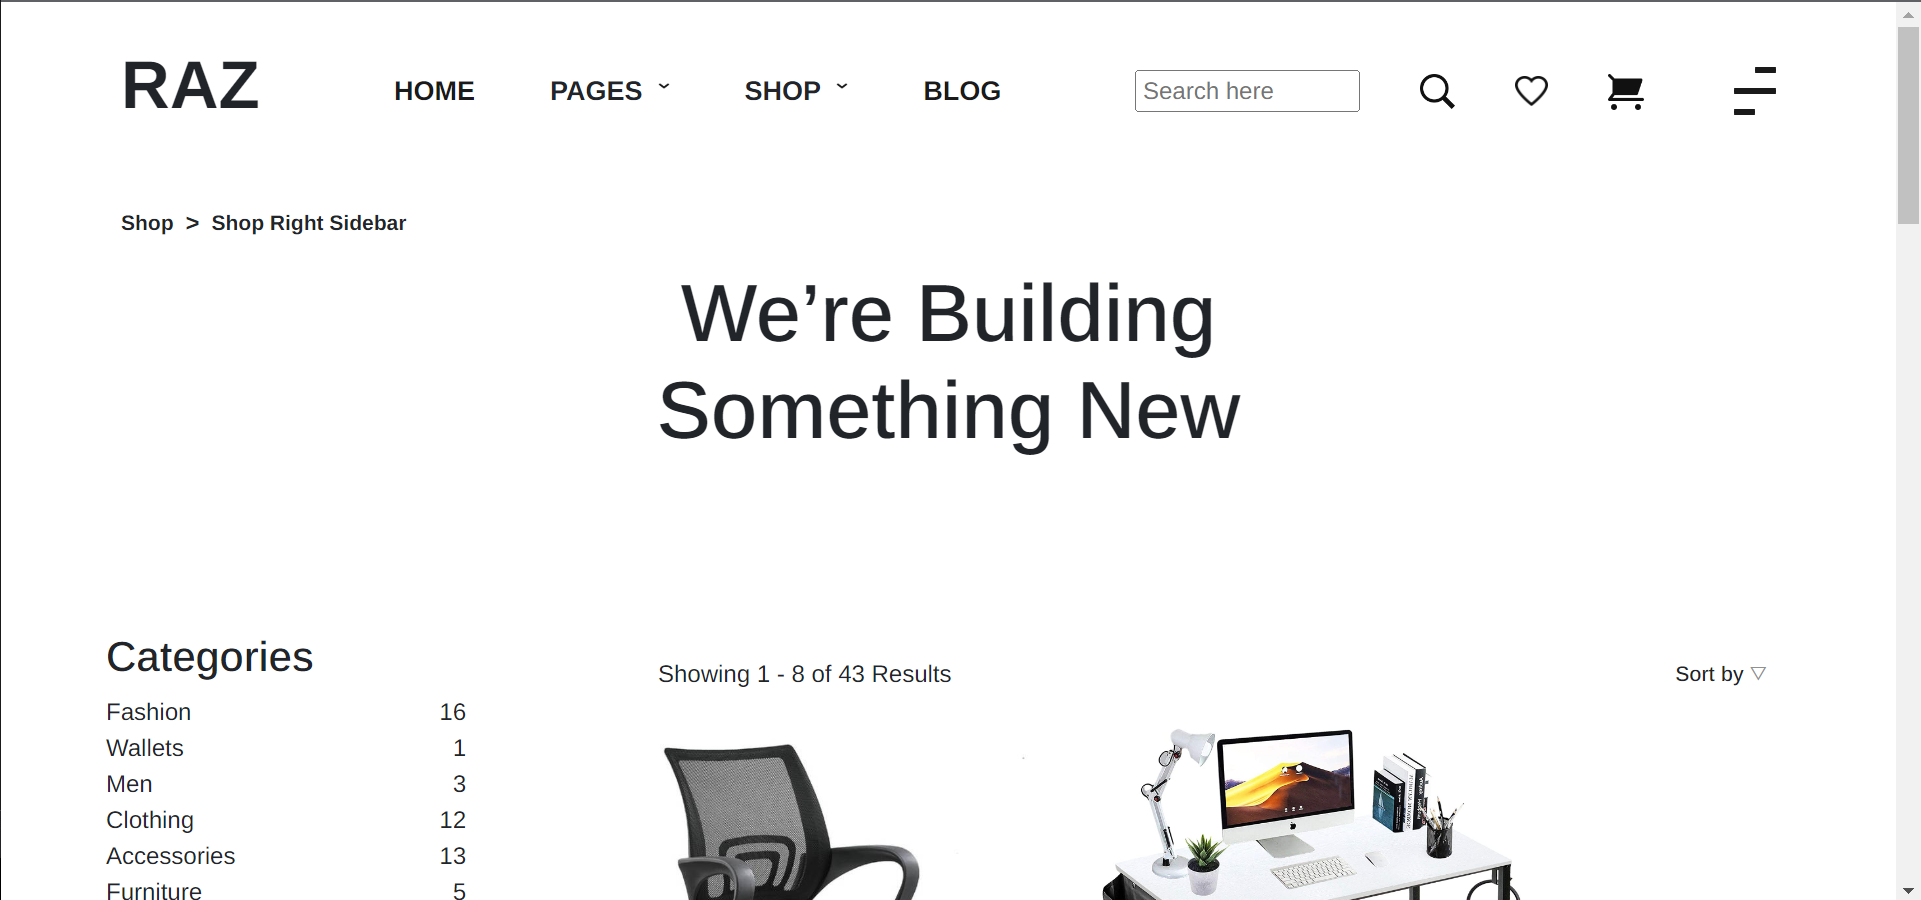 RAZ HOME PAGES SHOP BLOG Search here
Shop > Shop Right Sidebar
We’re Building
Something New
Categories
Showing 1 - 8 of 43 Results Sort by
Fashion 16
Wallets 1
Men 3
Clothing 12
Accessories 13
Furniture 5